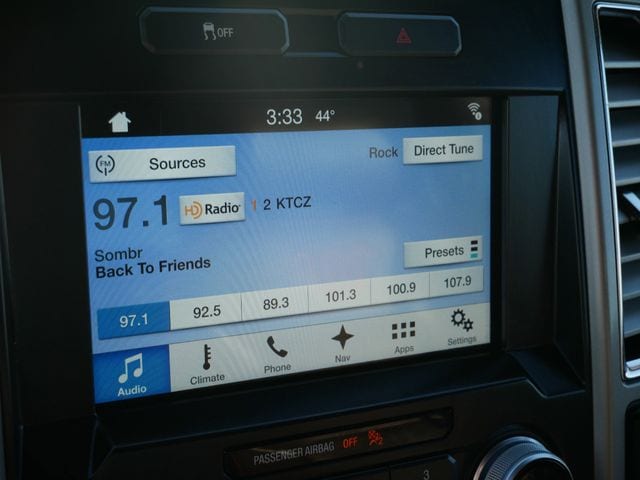 OFF
3:33 44°
FM Sources Rock Direct Tune
97.1 HD Radio 1 2 KTCZ
Sombr
Back To Friends
Presets
97.1 92.5 89.3 101.3 100.9 107.9
Audio Climate Phone Nav Apps Settings
PASSENGER AIRBAG OFF
3